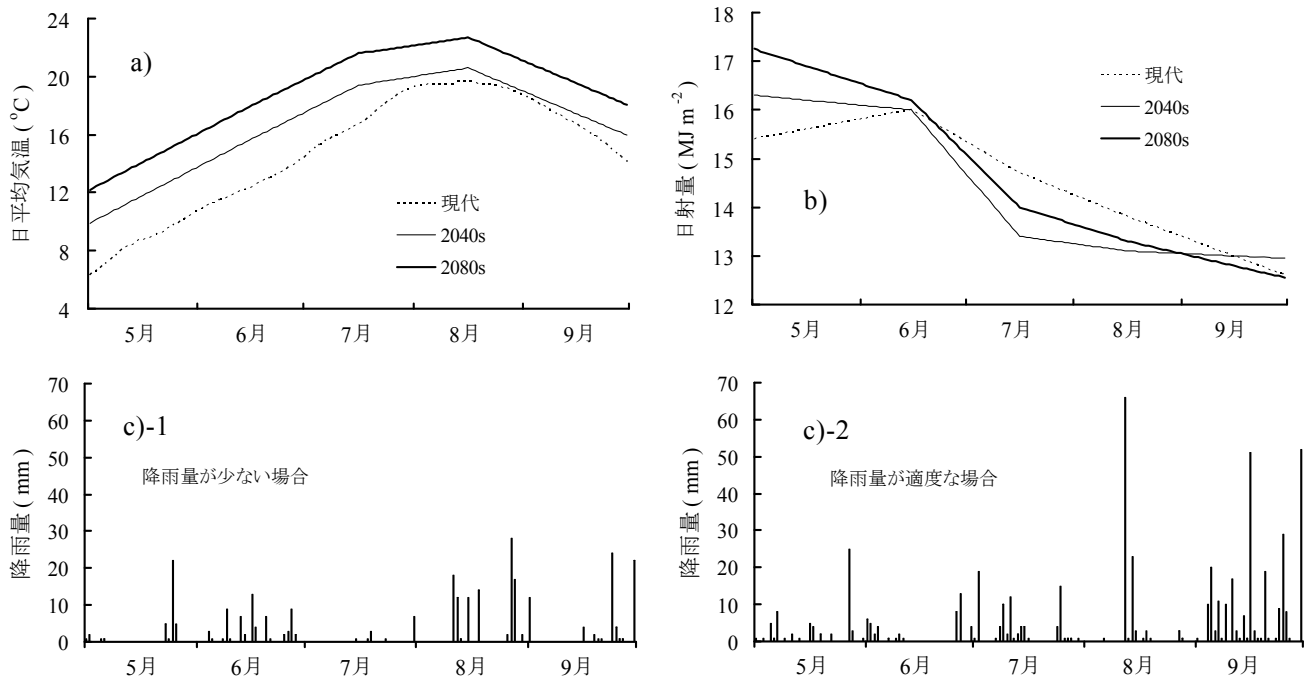 a)
日平均気温 ( °C )
24
20
16
12
8
4
現代
2040s
2080s
5月 6月 7月 8月 9月
b)
日射量 ( MJ m⁻² )
18
17
16
15
14
13
12
現代
2040s
2080s
5月 6月 7月 8月 9月
c)-1
降雨量が少ない場合
降雨量 ( mm )
70
60
50
40
30
20
10
0
5月 6月 7月 8月 9月
c)-2
降雨量が適度な場合
降雨量 ( mm )
70
60
50
40
30
20
10
0
5月 6月 7月 8月 9月